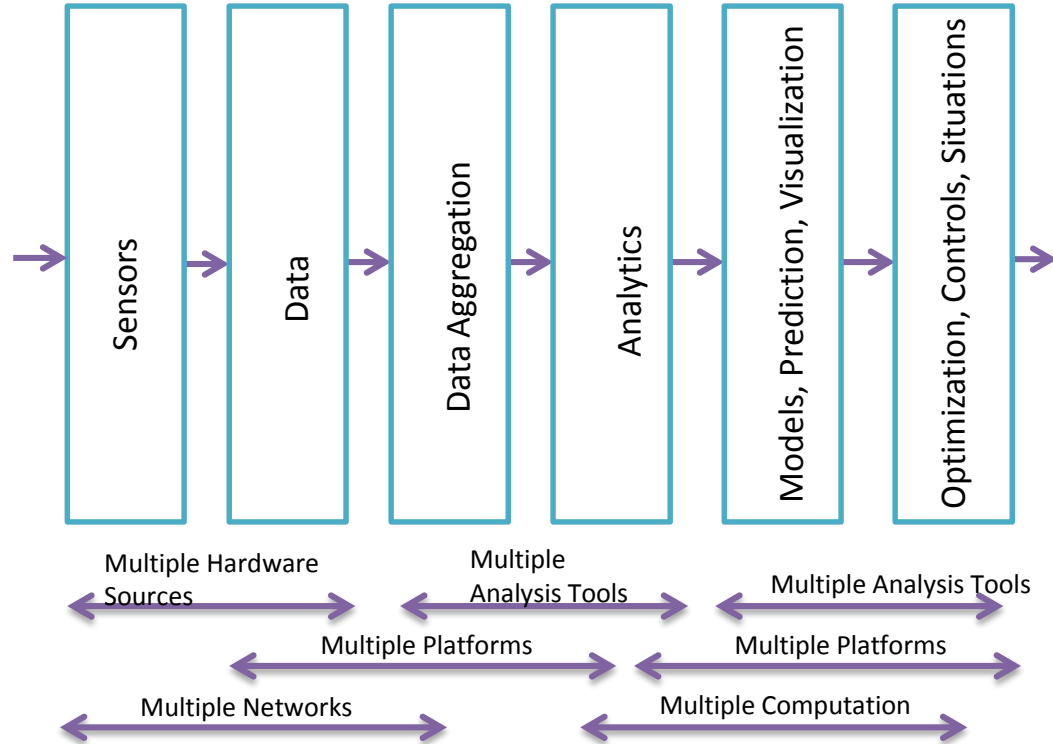 Sensors
Data
Data Aggregation
Analytics
Models, Prediction, Visualization
Optimization, Controls, Situations
Multiple Hardware
Sources
Multiple
Analysis Tools
Multiple Analysis Tools
Multiple Platforms
Multiple Platforms
Multiple Networks
Multiple Computation